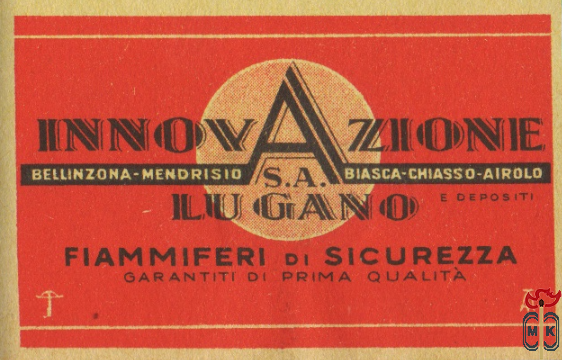 INNOVAZIONE
BELLINZONA-MENDRISIO S.A. BIASCA-CHIASSO-AIROLO
LUGANO E DEPOSITI
FIAMMIFERI DI SICUREZZA
GARANTITI DI PRIMA QUALITÀ
MK